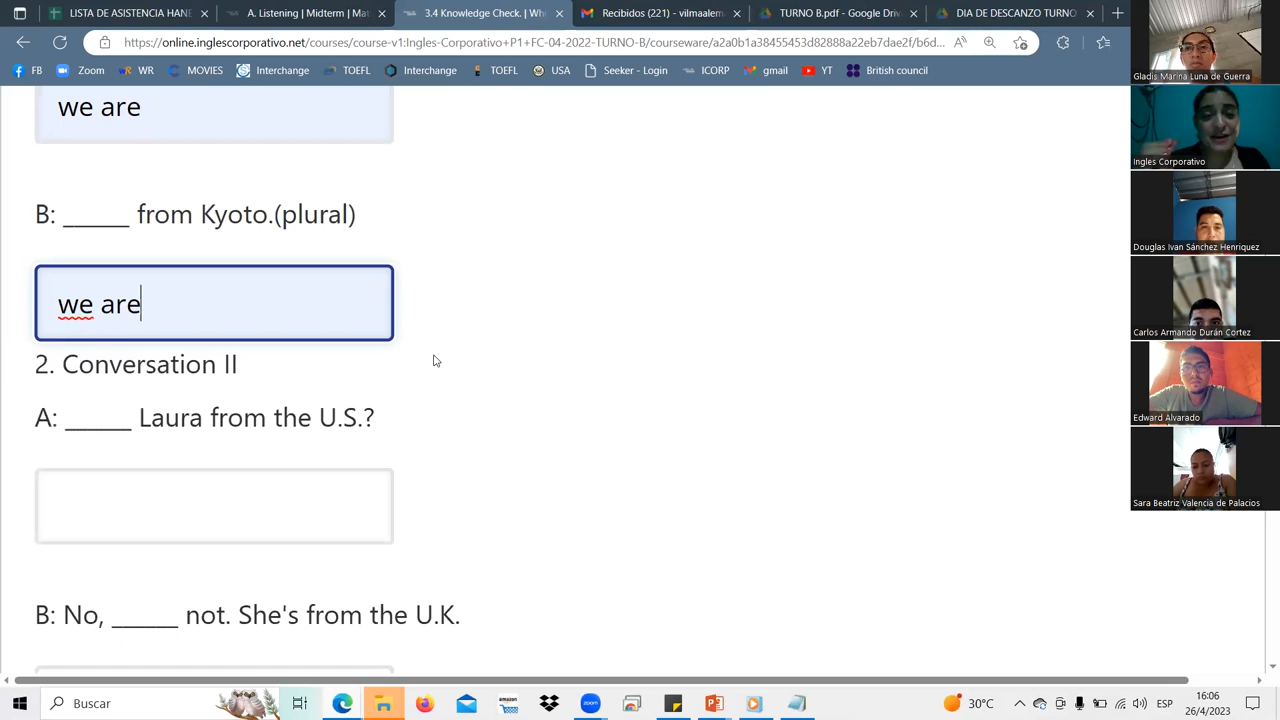 LISTA DE ASISTENCIA HANE
A. Listening | Midterm | Mat
3.4 Knowledge Check. | Wh
Recibidos (221) - vilmaalem
TURNO B.pdf - Google Driv
DIA DE DESCANZO TURNO
https://online.inglescorporativo.net/courses/course-v1:Ingles-Corporativo+P1+FC-04-2022-TURNO-B/courseware/a2a0b1a38455453d82888a22eb7dae2f/b6d...
FB
Zoom
WR
MOVIES
Interchange
TOEFL
Interchange
TOEFL
USA
Seeker - Login
ICORP
gmail
YT
British council
we are
B: ______ from Kyoto.(plural)
we are
2. Conversation II
A: ______ Laura from the U.S.?
B: No, ______ not. She's from the U.K.
Gladis Marina Luna de Guerra
Ingles Corporativo
Douglas Ivan Sánchez Henriquez
Carlos Armando Durán Cortez
Edward Alvarado
Sara Beatriz Valencia de Palacios
Buscar
amazon
zoom
30°C
ESP
16:06
26/4/2023